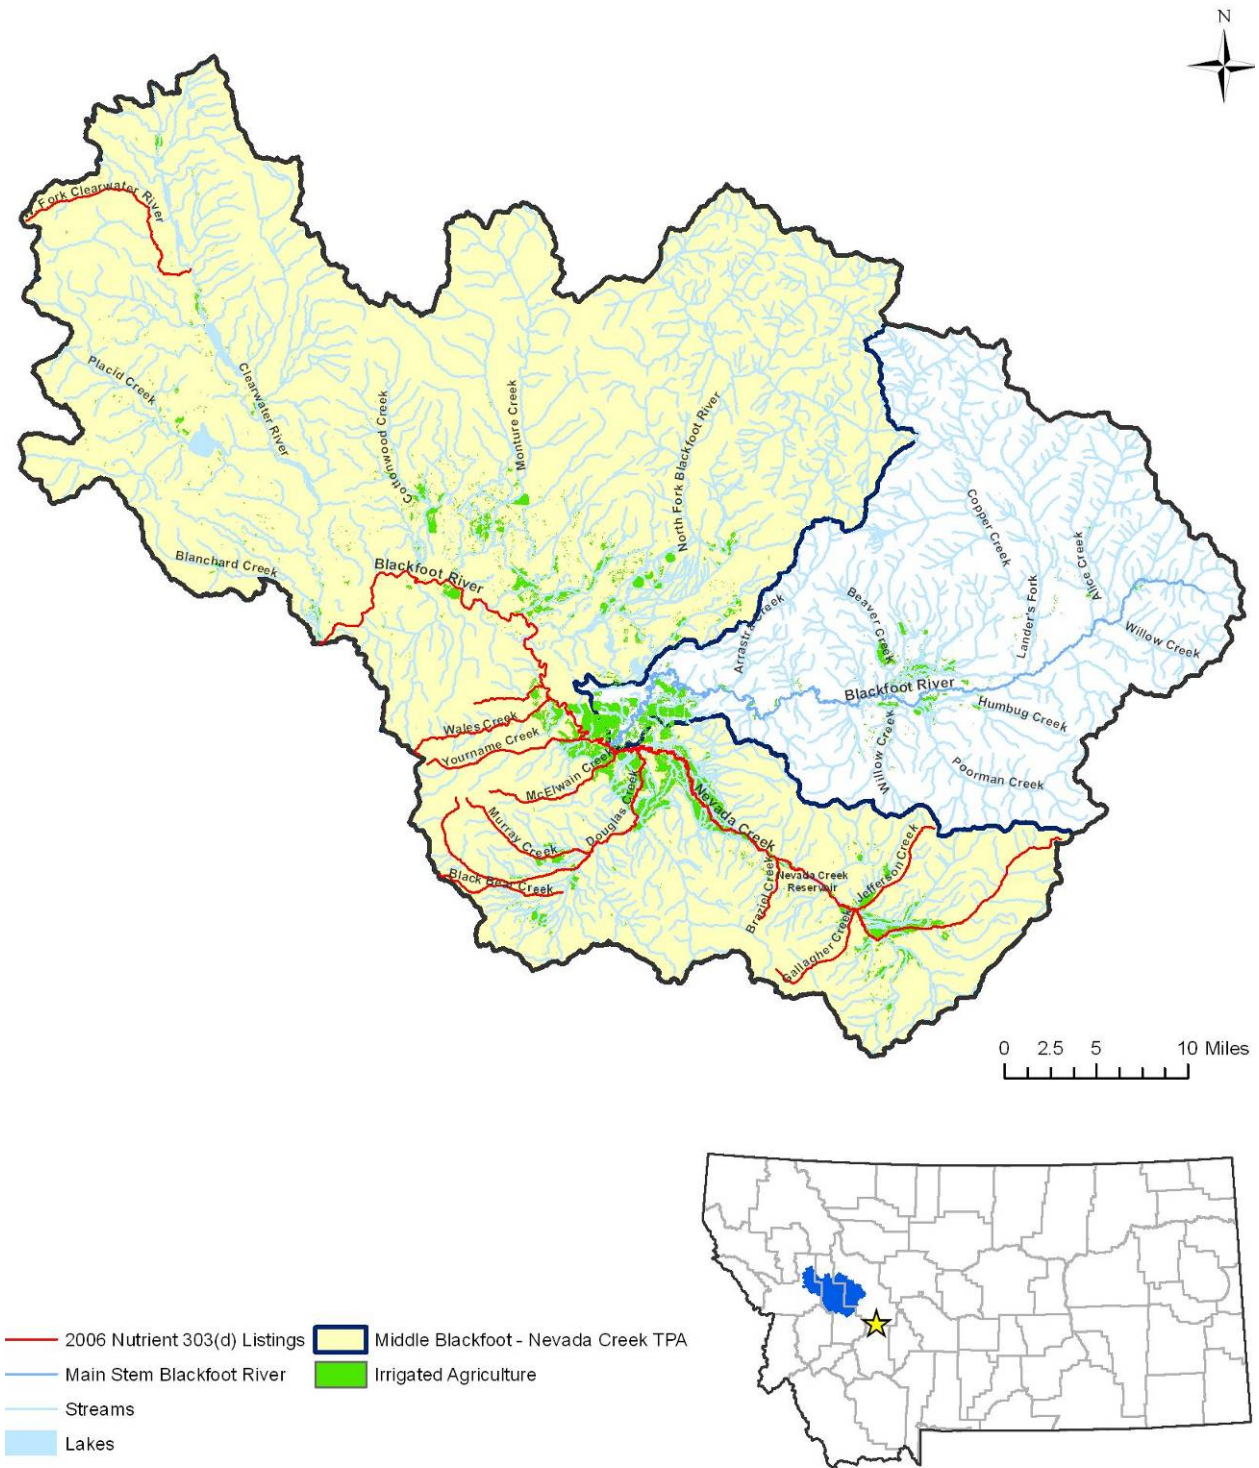 N
W. Fork Clearwater River
Placid Creek
Clearwater River
Cottonwood Creek
Monture Creek
North Fork Blackfoot River
Blanchard Creek
Blackfoot River
Copper Creek
Alice Creek
Lander's Fork
Beaver Creek
Arrastra Creek
Willow Creek
Blackfoot River
Humbug Creek
Willow Creek
Poorman Creek
Wales Creek
Yourname Creek
McElwain Creek
Murray Creek
Douglas Creek
Black Bear Creek
Nevada Creek
Nevada Creek
Reservoir
Jefferson Creek
Braziel Creek
Gallagher Creek
0 2.5 5 10 Miles
2006 Nutrient 303(d) Listings
Middle Blackfoot - Nevada Creek TPA
Main Stem Blackfoot River
Irrigated Agriculture
Streams
Lakes